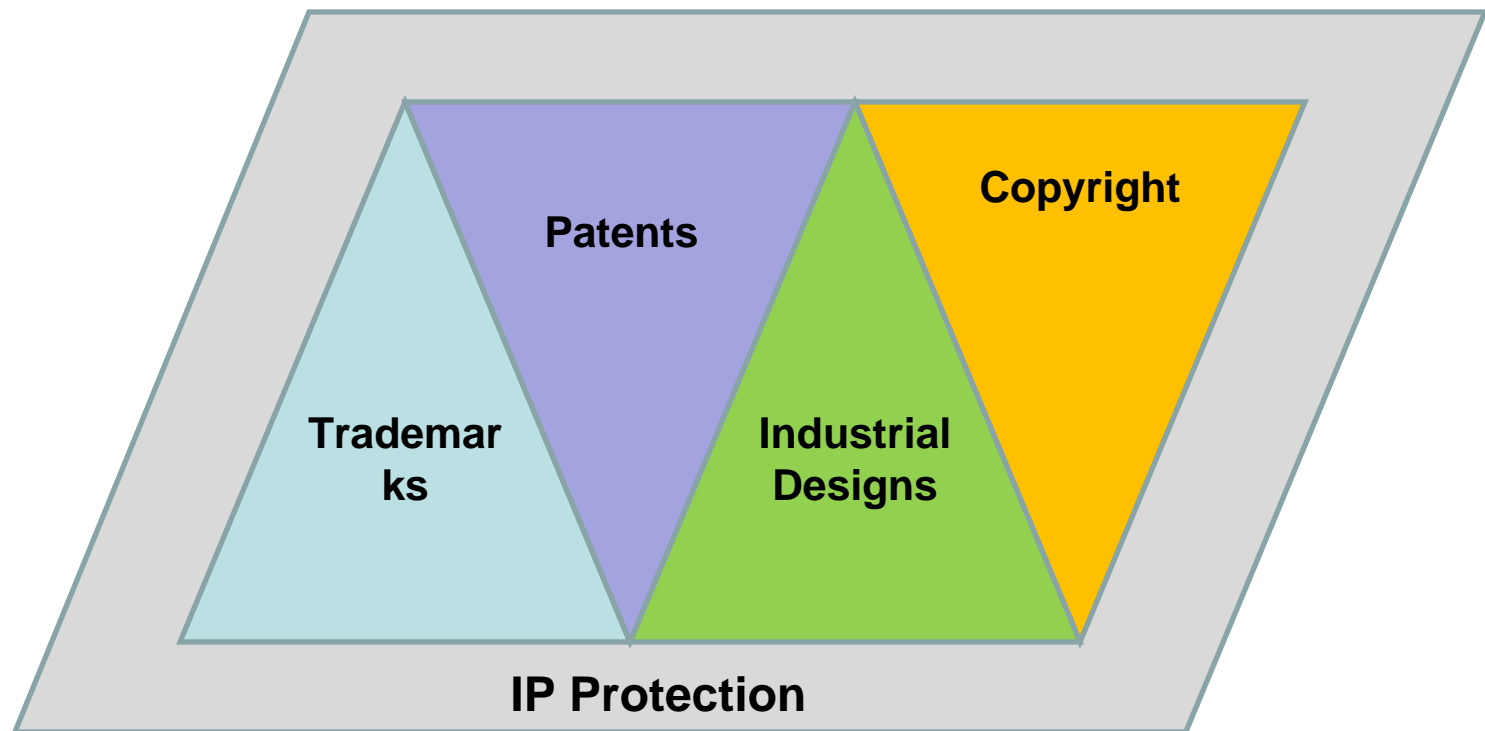 Copyright
Patents
Trademar
ks
Industrial
Designs
IP Protection